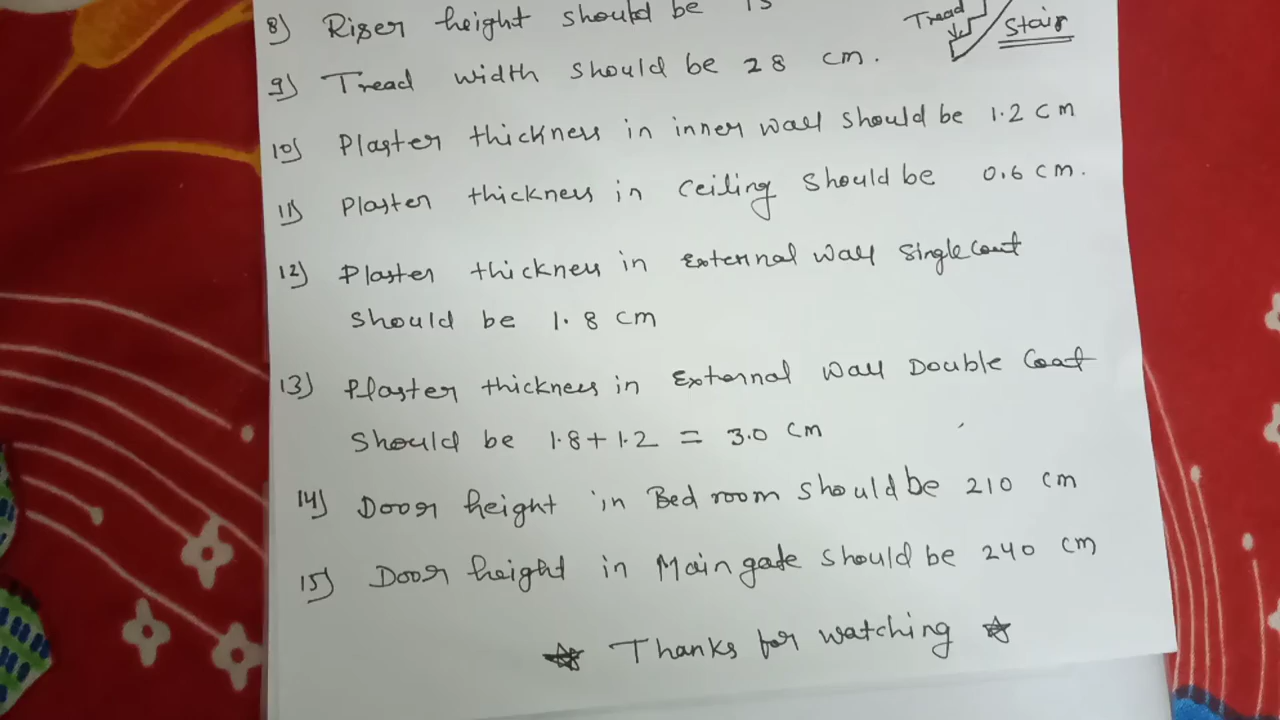 8) Riser height should be 15
Tread
Stair
9) Tread width should be 28 cm.
10) Plaster thickness in inner wall should be 1.2 cm
11) Plaster thickness in ceiling should be 0.6 cm.
12) Plaster thickness in External wall Single Coat
should be 1.8 cm
13) Plaster thickness in External wall Double Coat
should be 1.8 + 1.2 = 3.0 cm
14) Door height in Bed room should be 210 cm
15) Door height in Main gate should be 240 cm
Thanks for watching